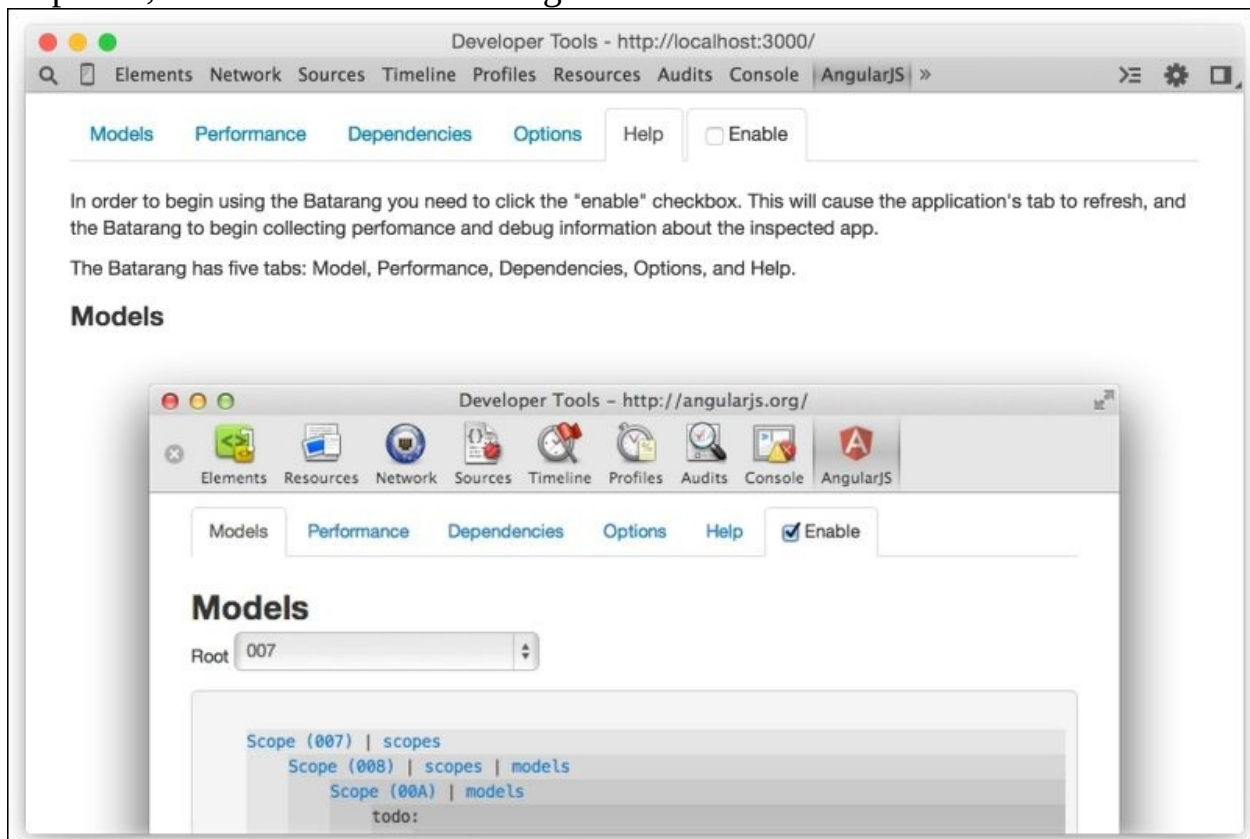 Developer Tools - http://localhost:3000/
Elements Network Sources Timeline Profiles Resources Audits Console AngularJS »
Models Performance Dependencies Options Help Enable
In order to begin using the Batarang you need to click the "enable" checkbox. This will cause the application's tab to refresh, and
the Batarang to begin collecting perfomance and debug information about the inspected app.
The Batarang has five tabs: Model, Performance, Dependencies, Options, and Help.
Models
Developer Tools – http://angularjs.org/
Elements Resources Network Sources Timeline Profiles Audits Console AngularJS
Models Performance Dependencies Options Help Enable
Models
Root 007
Scope (007) | scopes
Scope (008) | scopes | models
Scope (00A) | models
todo: